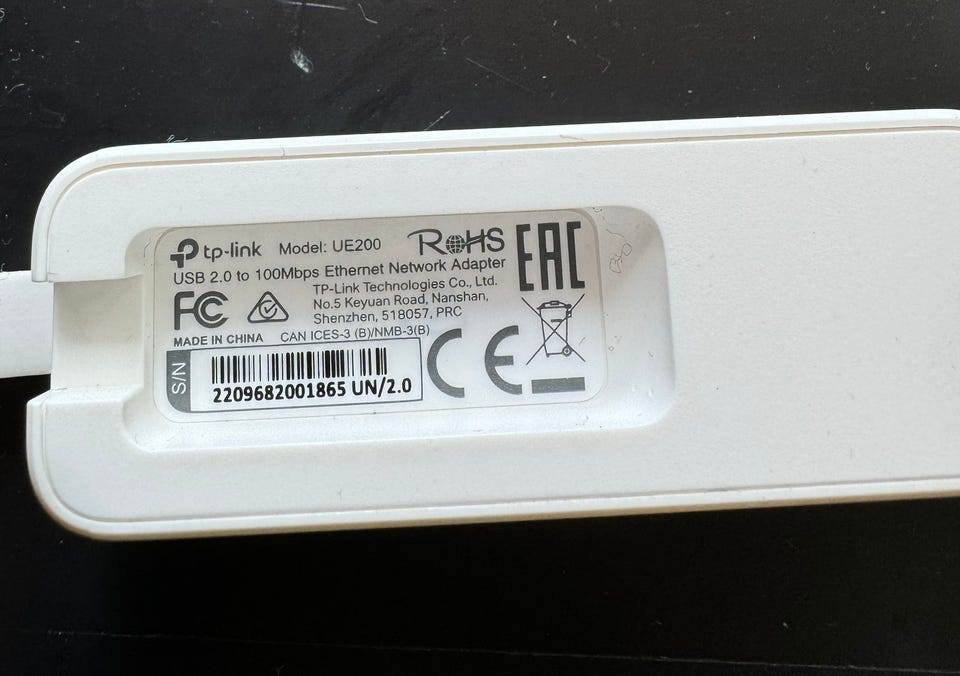 tp-link Model: UE200 RoHS EAC
USB 2.0 to 100Mbps Ethernet Network Adapter
FC TP-Link Technologies Co., Ltd.
No.5 Keyuan Road, Nanshan,
Shenzhen, 518057, PRC
MADE IN CHINA CAN ICES-3 (B)/NMB-3(B)
CE
S/N
2209682001865 UN/2.0